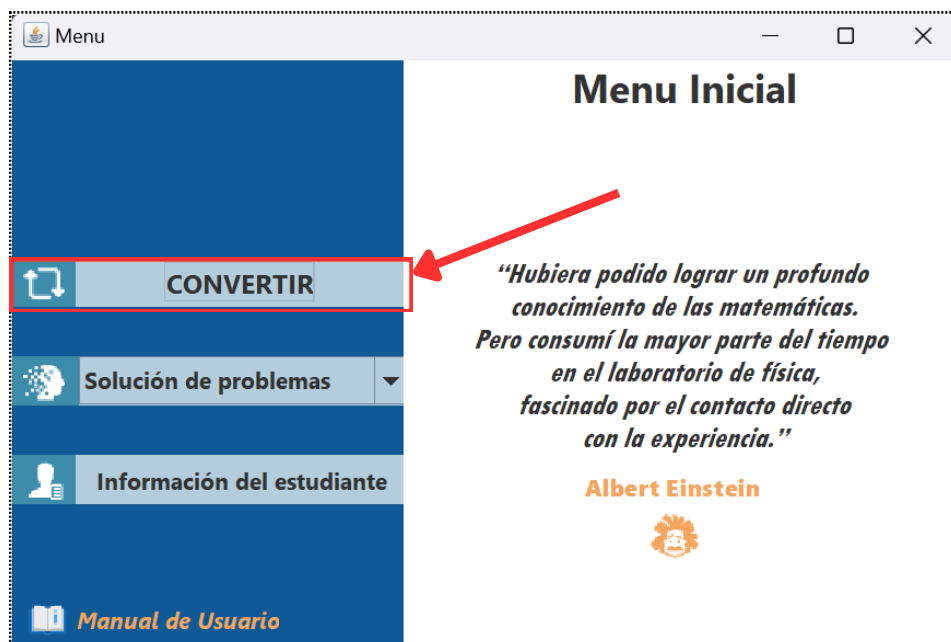 Menu
Menu Inicial
CONVERTIR
Solución de problemas
Información del estudiante
Manual de Usuario
“Hubiera podido lograr un profundo
conocimiento de las matemáticas.
Pero consumí la mayor parte del tiempo
en el laboratorio de física,
fascinado por el contacto directo
con la experiencia.”
Albert Einstein